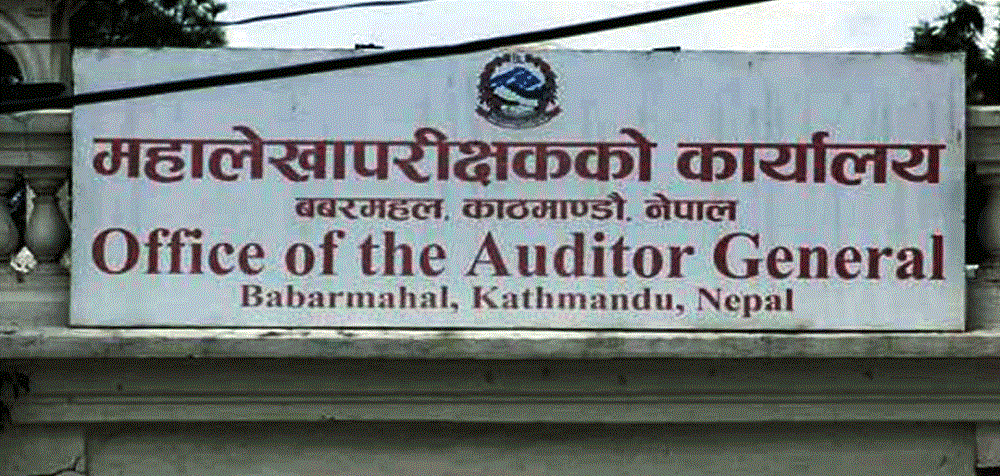 महालेखापरीक्षकको कार्यालय
बबरमहल, काठमाण्डौ, नेपाल
Office of the Auditor General
Babarmahal, Kathmandu, Nepal